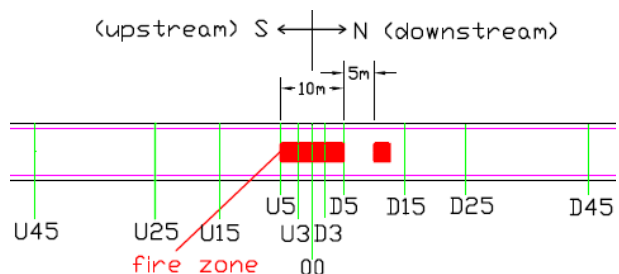 (upstream) S N (downstream)
5m
10m
U5 D5 D15 D25 D45
U45 U25 U15 U3 D3
fire zone 00